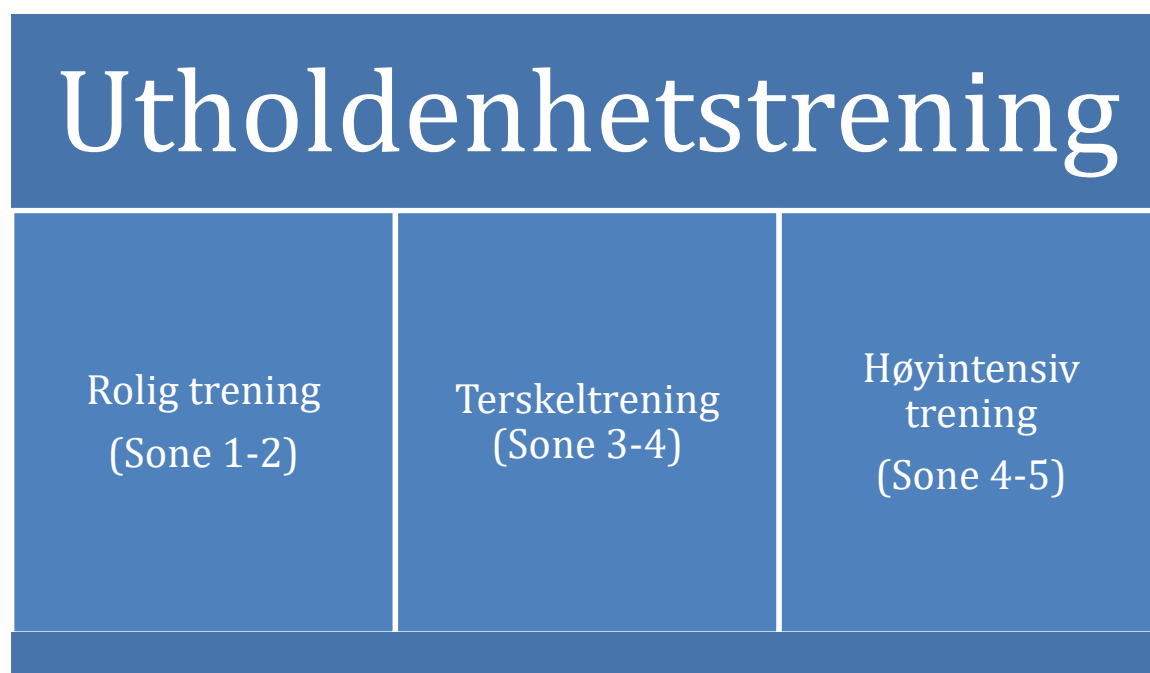 Utholdenhetstrening
Rolig trening
(Sone 1-2)
Terskeltrening
(Sone 3-4)
Høyintensiv
trening
(Sone 4-5)